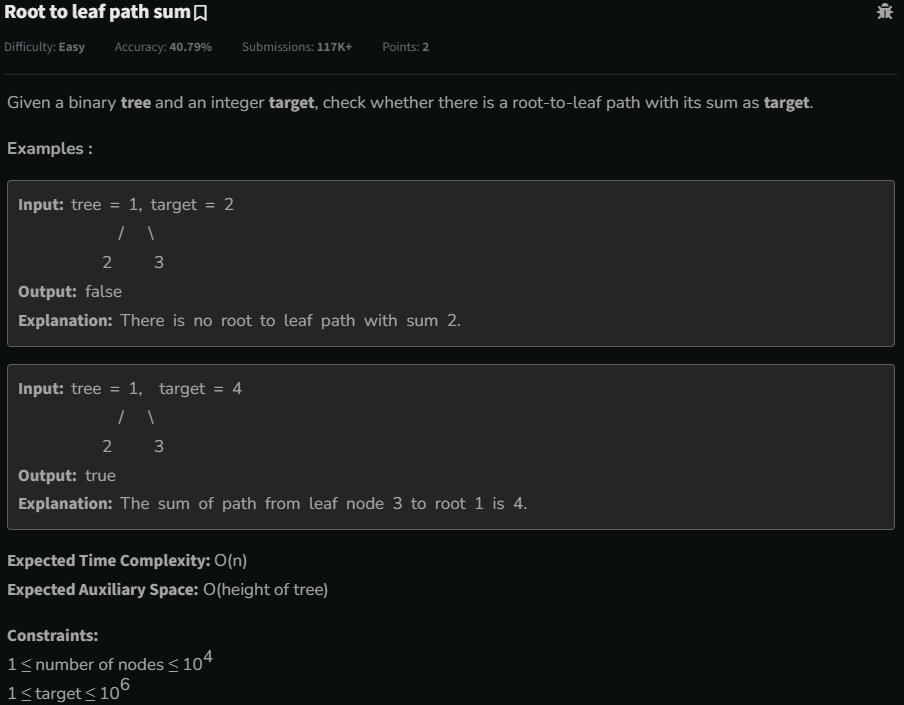 Root to leaf path sum
Difficulty: Easy Accuracy: 40.79% Submissions: 117K+ Points: 2
Given a binary tree and an integer target, check whether there is a root-to-leaf path with its sum as target.
Examples :
Input: tree = 1, target = 2
/ \
2 3
Output: false
Explanation: There is no root to leaf path with sum 2.
Input: tree = 1, target = 4
/ \
2 3
Output: true
Explanation: The sum of path from leaf node 3 to root 1 is 4.
Expected Time Complexity: O(n)
Expected Auxiliary Space: O(height of tree)
Constraints:
1 ≤ number of nodes ≤ 10^4
1 ≤ target ≤ 10^6